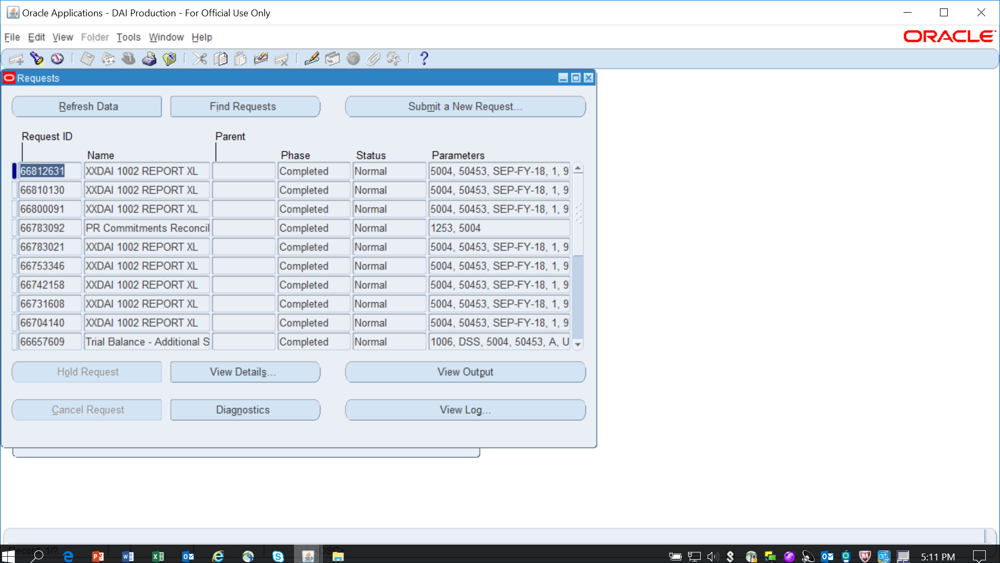 Oracle Applications - DAI Production - For Official Use Only
File Edit View Folder Tools Window Help
ORACLE
Requests
Refresh Data Find Requests Submit a New Request...
Request ID Parent
Name Phase Status Parameters
66812631 XXDAI 1002 REPORT XL Completed Normal 5004, 50453, SEP-FY-18, 1, 9
66810130 XXDAI 1002 REPORT XL Completed Normal 5004, 50453, SEP-FY-18, 1, 9
66800091 XXDAI 1002 REPORT XL Completed Normal 5004, 50453, SEP-FY-18, 1, 9
66783092 PR Commitments Reconcil Completed Normal 1253, 5004
66783021 XXDAI 1002 REPORT XL Completed Normal 5004, 50453, SEP-FY-18, 1, 9
66753346 XXDAI 1002 REPORT XL Completed Normal 5004, 50453, SEP-FY-18, 1, 9
66742158 XXDAI 1002 REPORT XL Completed Normal 5004, 50453, SEP-FY-18, 1, 9
66731608 XXDAI 1002 REPORT XL Completed Normal 5004, 50453, SEP-FY-18, 1, 9
66704140 XXDAI 1002 REPORT XL Completed Normal 5004, 50453, SEP-FY-18, 1, 9
66657609 Trial Balance - Additional S Completed Normal 1006, DSS, 5004, 50453, A, U
Hold Request View Details... View Output
Cancel Request Diagnostics View Log...
Record: 1/?
5:11 PM